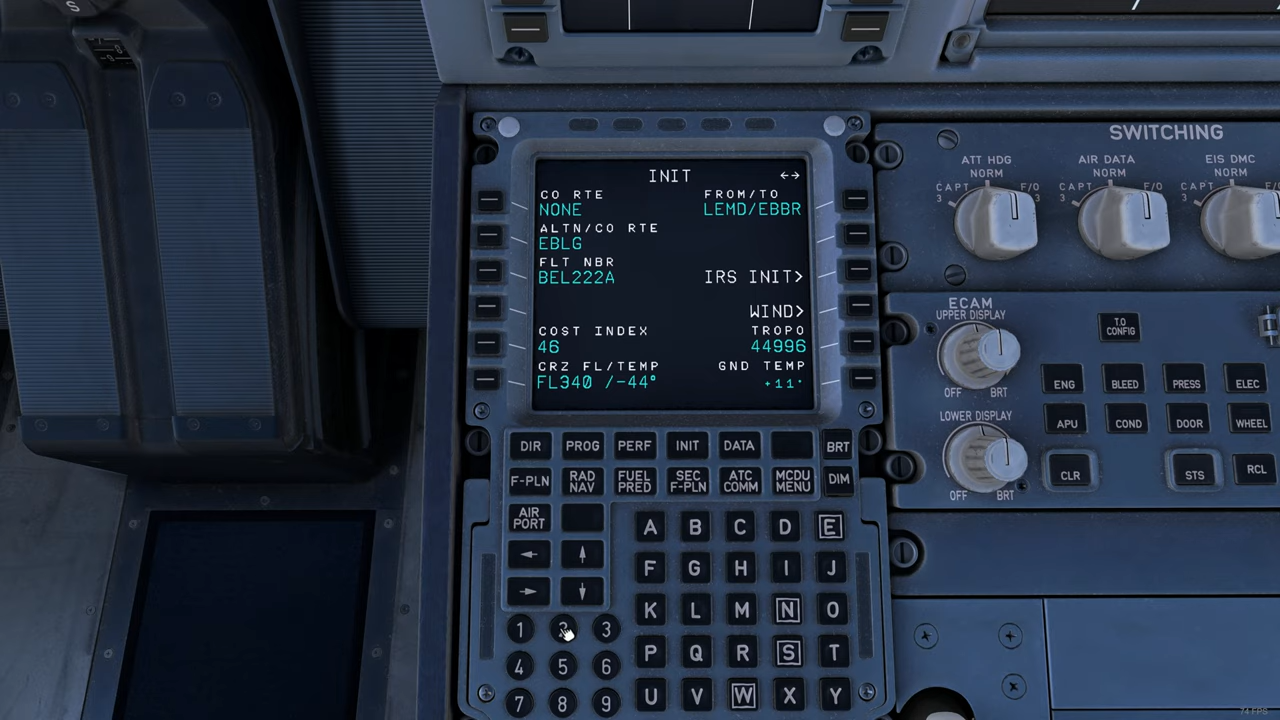 S
INIT ←→
CO RTE FROM/TO
NONE LEMD/EBBR
ALTN/CO RTE
EBLG
FLT NBR
BEL222A IRS INIT>
WIND>
COST INDEX TROPO
46 44996
CRZ FL/TEMP GND TEMP
FL340 /-44° +11°
DIR PROG PERF INIT DATA BRT
F-PLN RAD NAV FUEL PRED SEC F-PLN ATC COMM MCDU MENU DIM
AIR PORT
← ↑
→ ↓
A B C D E
F G H I J
K L M N O
P Q R S T
U V W X Y
1 2 3
4 5 6
7 8 9
SWITCHING
ATT HDG AIR DATA EIS DMC
NORM NORM NORM
CAPT 3 F/O 3 CAPT 3 F/O 3 CAPT 3
ECAM
UPPER DISPLAY
OFF BRT
LOWER DISPLAY
OFF BRT
T.O CONFIG
ENG BLEED PRESS ELEC
APU COND DOOR WHEEL
CLR STS RCL
74 FPS